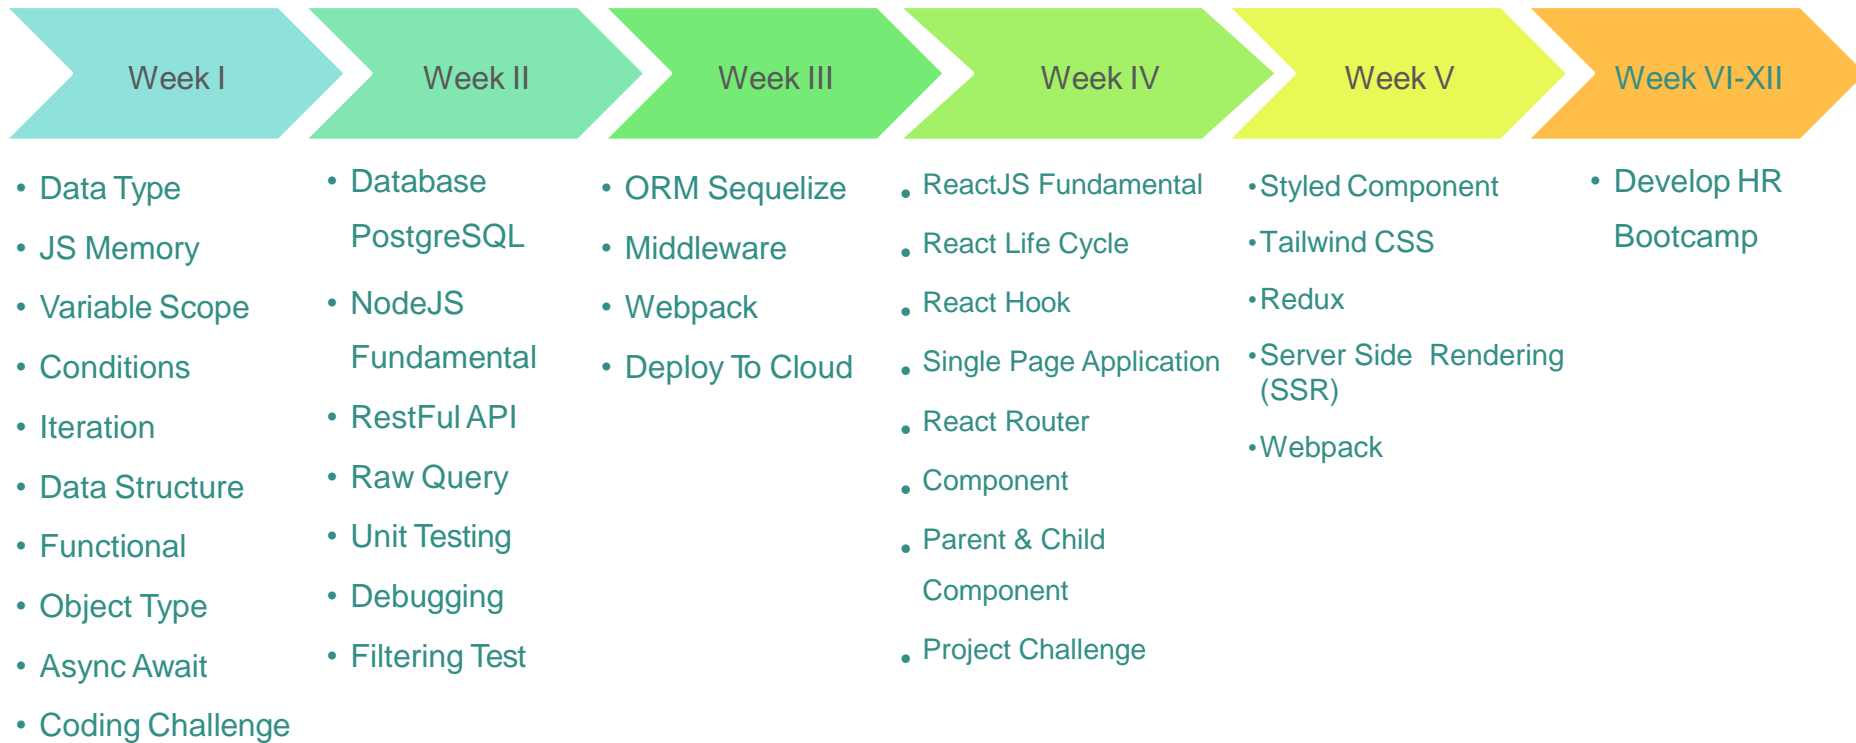 Week I
Week II
Week III
Week IV
Week V
Week VI-XII
• Data Type
• JS Memory
• Variable Scope
• Conditions
• Iteration
• Data Structure
• Functional
• Object Type
• Async Await
• Coding Challenge
• Database
PostgreSQL
• NodeJS
Fundamental
• RestFul API
• Raw Query
• Unit Testing
• Debugging
• Filtering Test
• ORM Sequelize
• Middleware
• Webpack
• Deploy To Cloud
• ReactJS Fundamental
• React Life Cycle
• React Hook
• Single Page Application
• React Router
• Component
• Parent & Child
Component
• Project Challenge
• Styled Component
• Tailwind CSS
• Redux
• Server Side Rendering
(SSR)
• Webpack
• Develop HR
Bootcamp